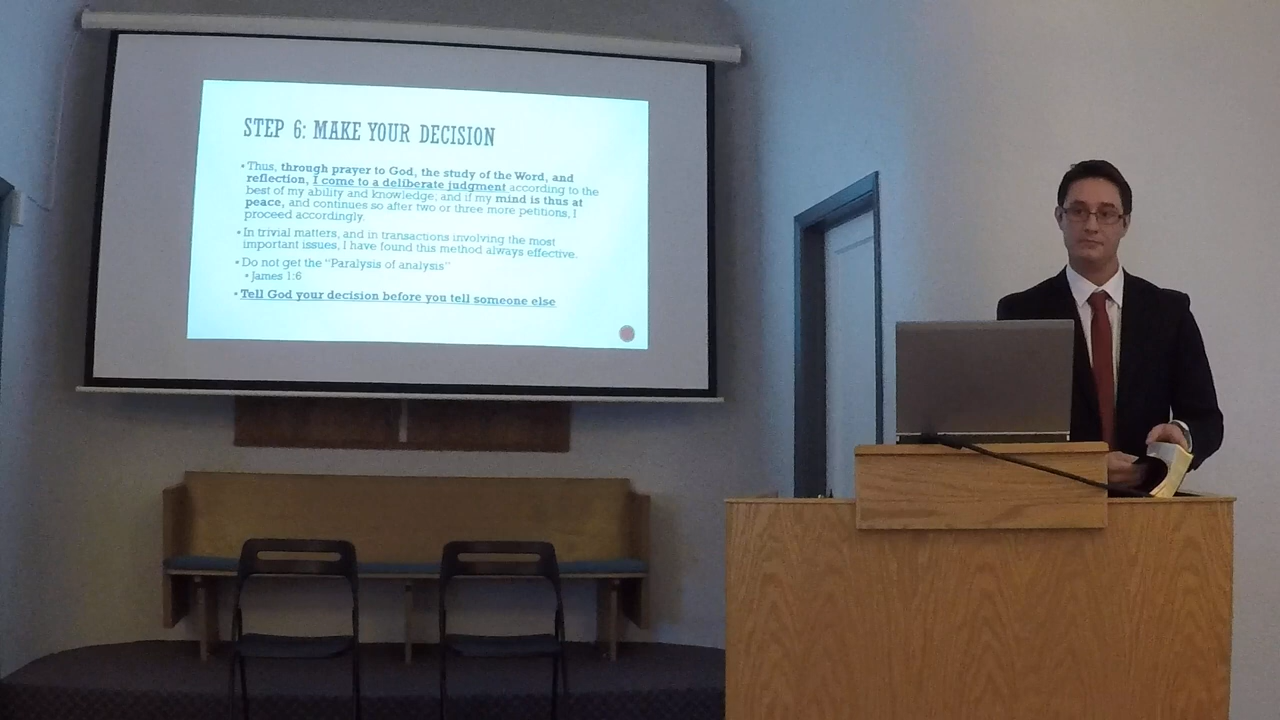 STEP 6: MAKE YOUR DECISION
▪ Thus, through prayer to God, the study of the Word, and
reflection, I come to a deliberate judgment according to the
best of my ability and knowledge; and if my mind is thus at
peace, and continues so after two or three more petitions, I
proceed accordingly.
▪ In trivial matters, and in transactions involving the most
important issues, I have found this method always effective.
▪ Do not get the “Paralysis of analysis”
▪ James 1:6
▪ Tell God your decision before you tell someone else